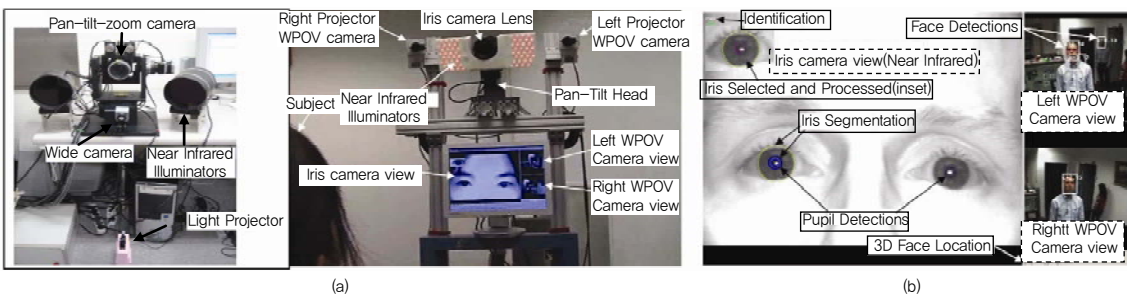 Pan-tilt-zoom camera
Wide camera
Near Infrared
Illuminators
Light Projector
Right Projector
WPOV camera
Iris camera Lens
Left Projector
WPOV camera
Subject
Near Infrared
Illuminators
Pan-Tilt Head
Iris camera view
Left WPOV
Camera view
Right WPOV
Camera view
(a)
Identification
Iris camera view(Near Infrared)
Iris Selected and Processed(inset)
Iris Segmentation
Pupil Detections
3D Face Location
Face Detections
Left WPOV
Camera view
Rightt WPOV
Camera view
(b)